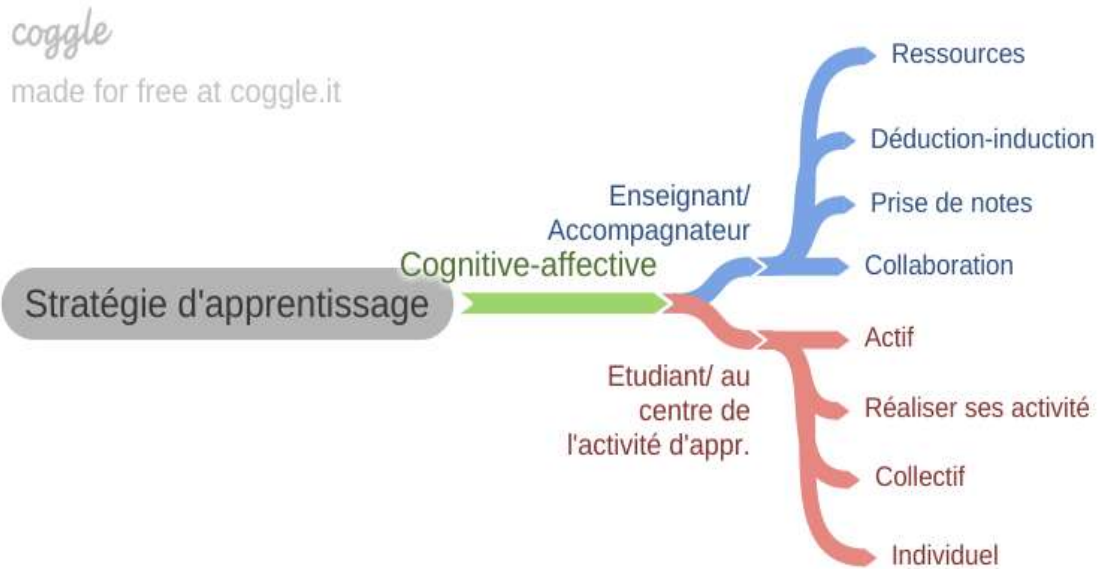 coggle
made for free at coggle.it
Stratégie d'apprentissage
Cognitive-affective
Enseignant/
Accompagnateur
Ressources
Déduction-induction
Prise de notes
Collaboration
Etudiant/ au
centre de
l'activité d'appr.
Actif
Réaliser ses activité
Collectif
Individuel